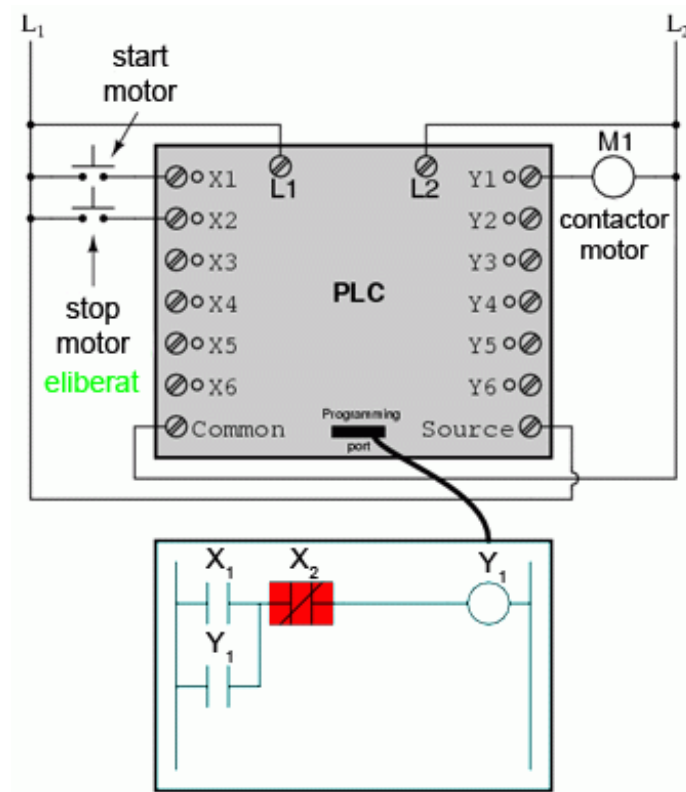 L1
L2
start
motor
M1
X1
L1
L2
Y1
X2
Y2
contactor
motor
X3
PLC
Y3
stop
motor
eliberat
X4
Y4
X5
Y5
X6
Y6
Common
Programming
port
Source
X1
X2
Y1
Y1